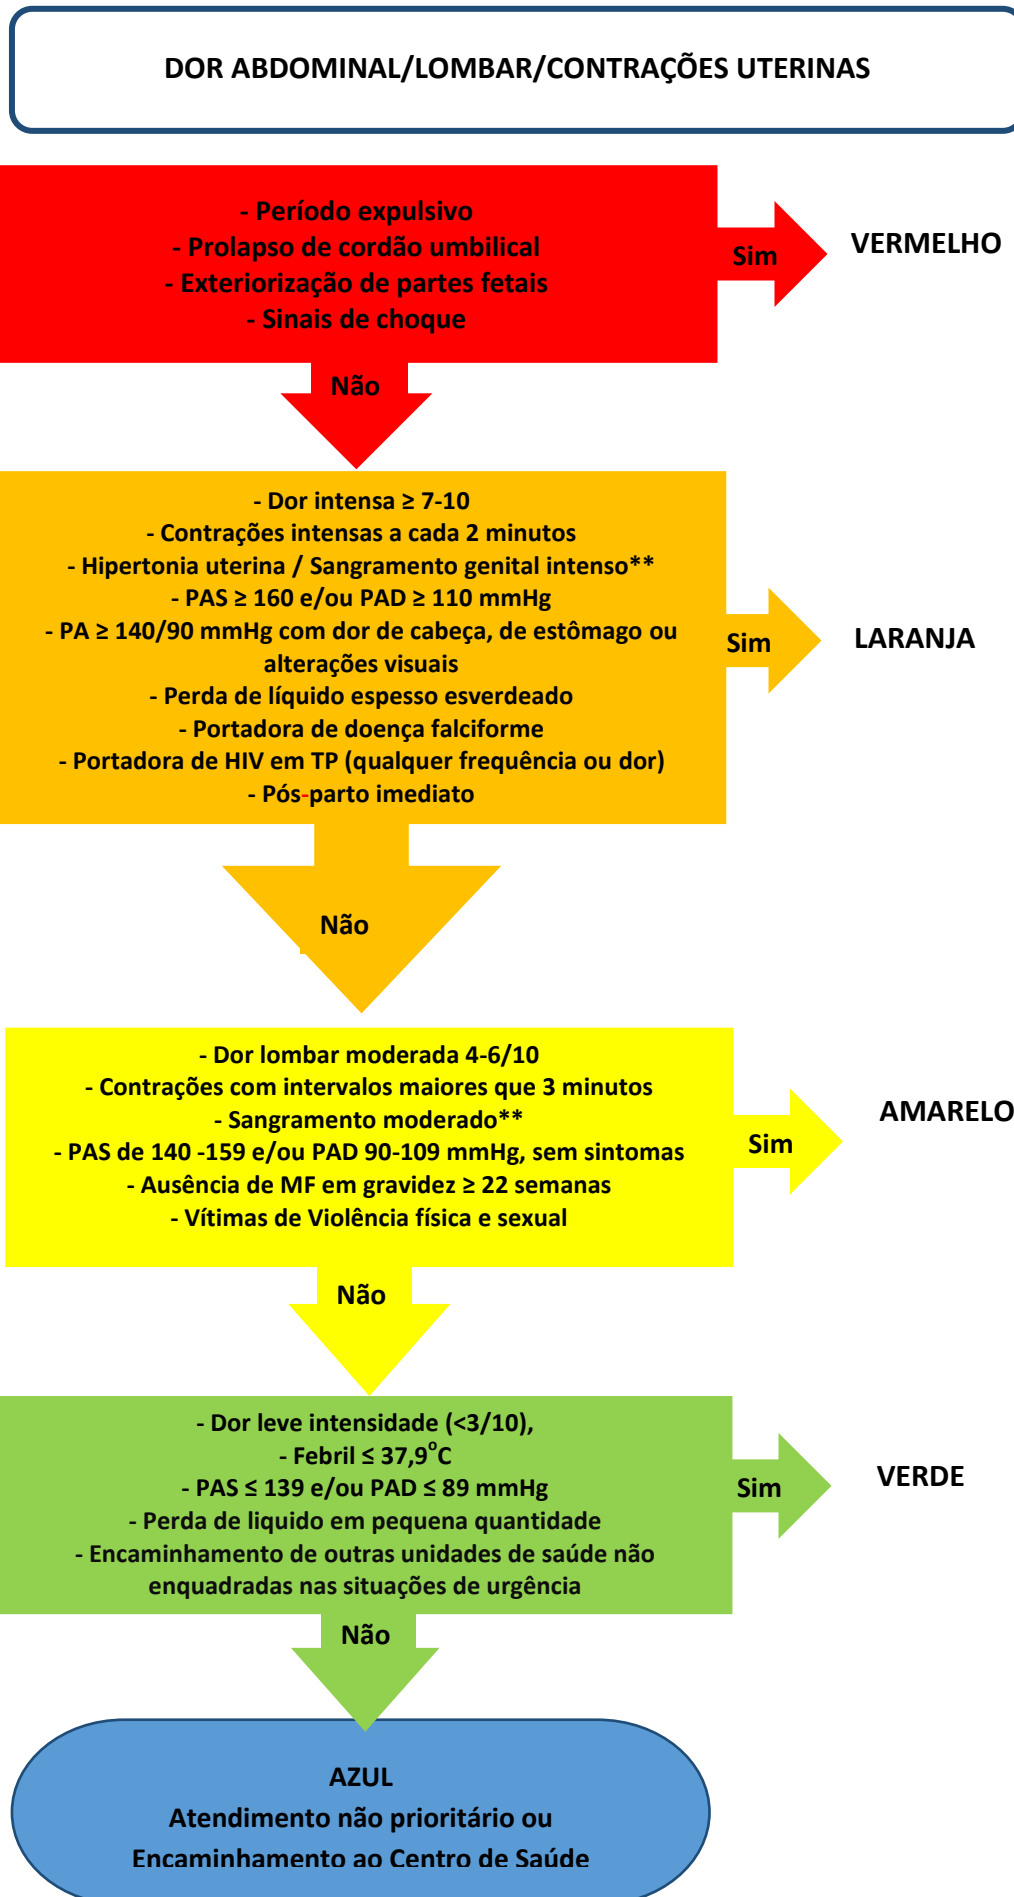 DOR ABDOMINAL/LOMBAR/CONTRAÇÕES UTERINAS
- Período expulsivo
- Prolapso de cordão umbilical
- Exteriorização de partes fetais
- Sinais de choque
Sim
VERMELHO
Não
- Dor intensa ≥ 7-10
- Contrações intensas a cada 2 minutos
- Hipertonia uterina / Sangramento genital intenso**
- PAS ≥ 160 e/ou PAD ≥ 110 mmHg
- PA ≥ 140/90 mmHg com dor de cabeça, de estômago ou
alterações visuais
- Perda de líquido espesso esverdeado
- Portadora de doença falciforme
- Portadora de HIV em TP (qualquer frequência ou dor)
- Pós-parto imediato
Sim
LARANJA
Não
- Dor lombar moderada 4-6/10
- Contrações com intervalos maiores que 3 minutos
- Sangramento moderado**
- PAS de 140 -159 e/ou PAD 90-109 mmHg, sem sintomas
- Ausência de MF em gravidez ≥ 22 semanas
- Vítimas de Violência física e sexual
Sim
AMARELO
Não
- Dor leve intensidade (<3/10),
- Febril ≤ 37,9°C
- PAS ≤ 139 e/ou PAD ≤ 89 mmHg
- Perda de liquido em pequena quantidade
- Encaminhamento de outras unidades de saúde não
enquadradas nas situações de urgência
Sim
VERDE
Não
AZUL
Atendimento não prioritário ou
Encaminhamento ao Centro de Saúde